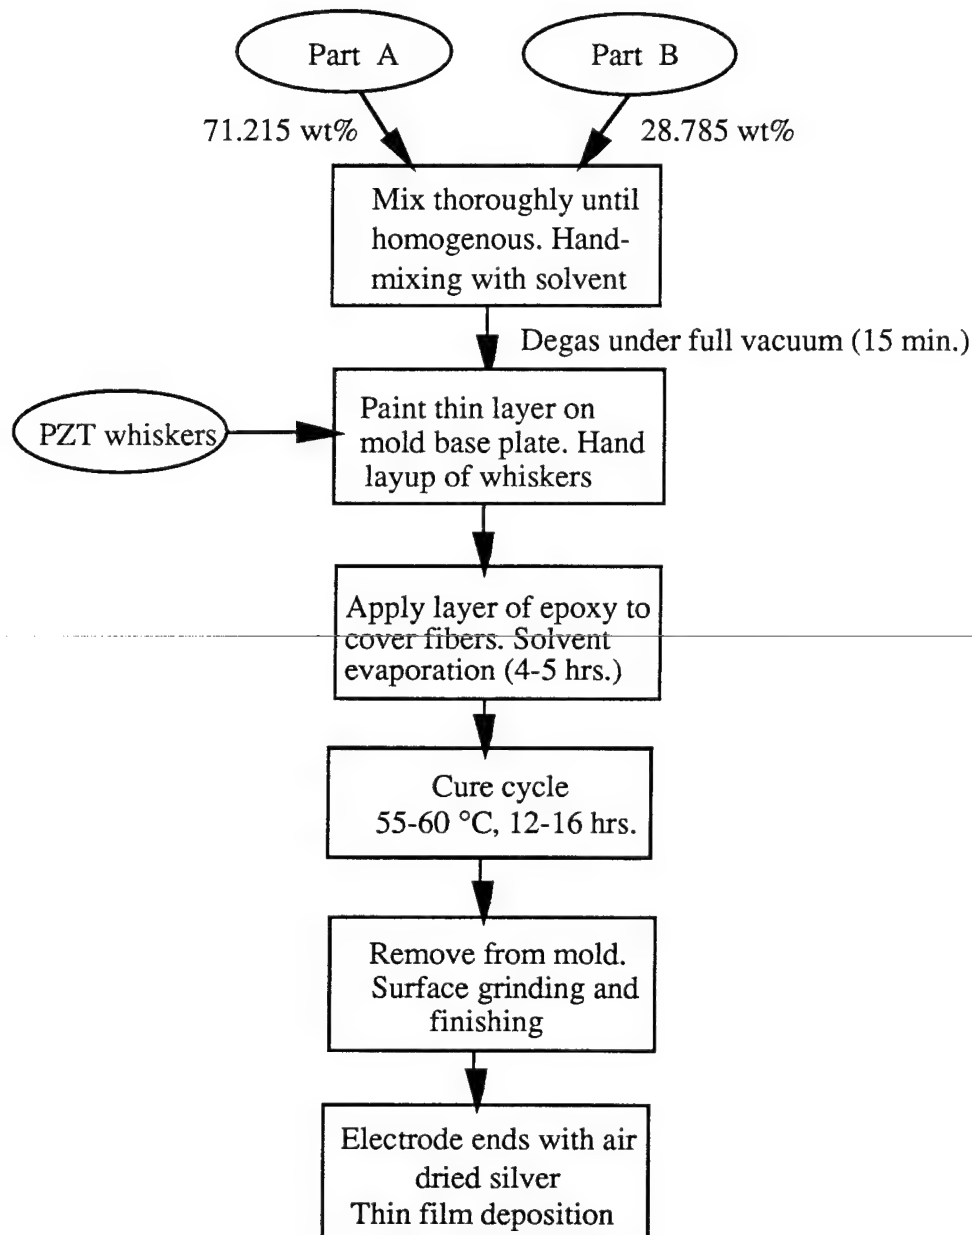 Part A
Part B
71.215 wt%
28.785 wt%
Mix thoroughly until
homogenous. Hand-
mixing with solvent
Degas under full vacuum (15 min.)
PZT whiskers
Paint thin layer on
mold base plate. Hand
layup of whiskers
Apply layer of epoxy to
cover fibers. Solvent
evaporation (4-5 hrs.)
Cure cycle
55-60 °C, 12-16 hrs.
Remove from mold.
Surface grinding and
finishing
Electrode ends with air
dried silver
Thin film deposition